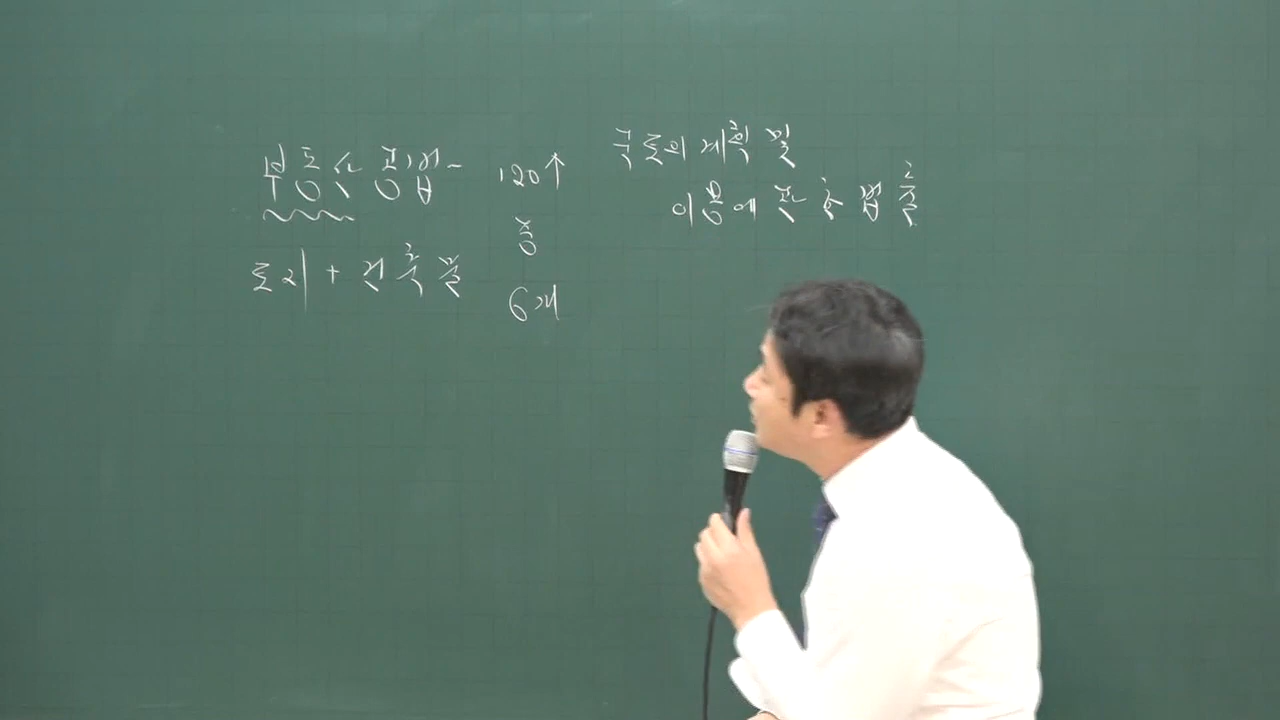 부동산 공법
토지 + 건축물
120↑
중
6개
국토의 계획 및
이용에 관한 법률